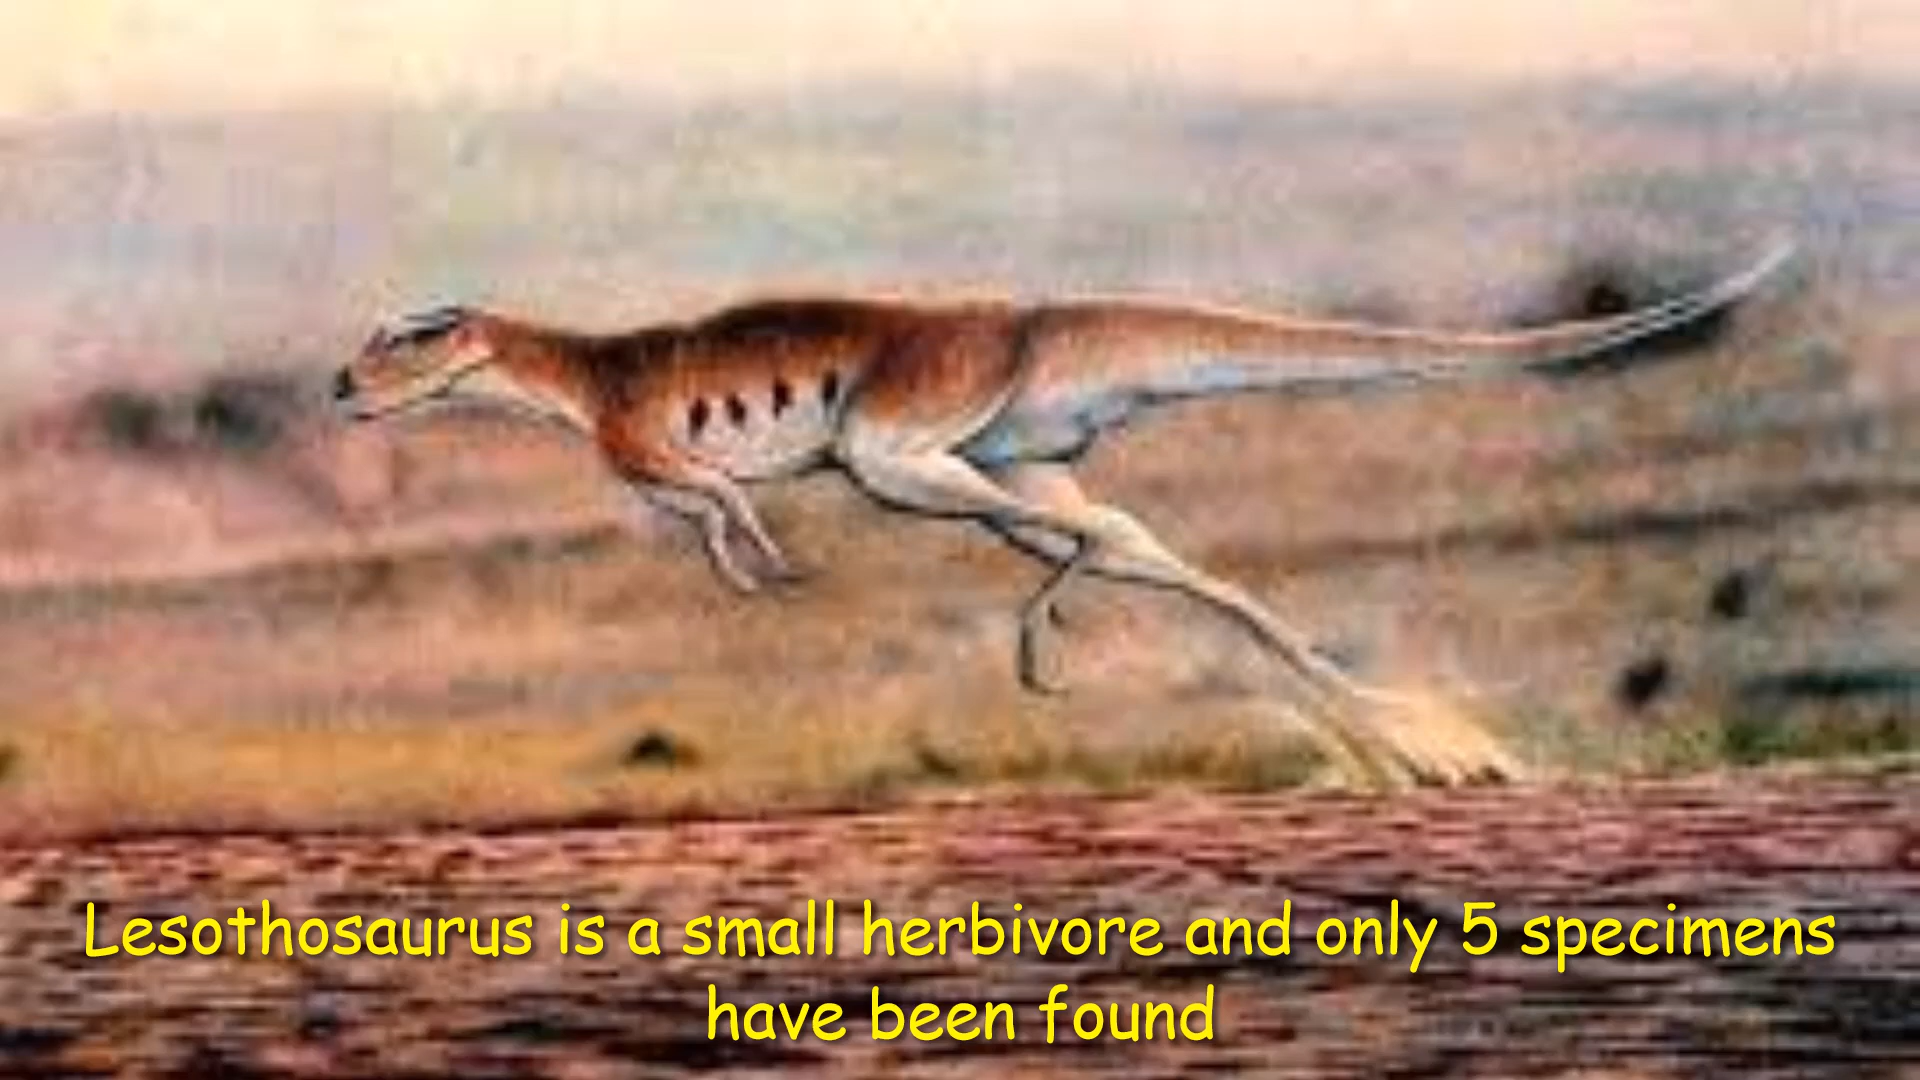 Lesothosaurus is a small herbivore and only 5 specimens
have been found